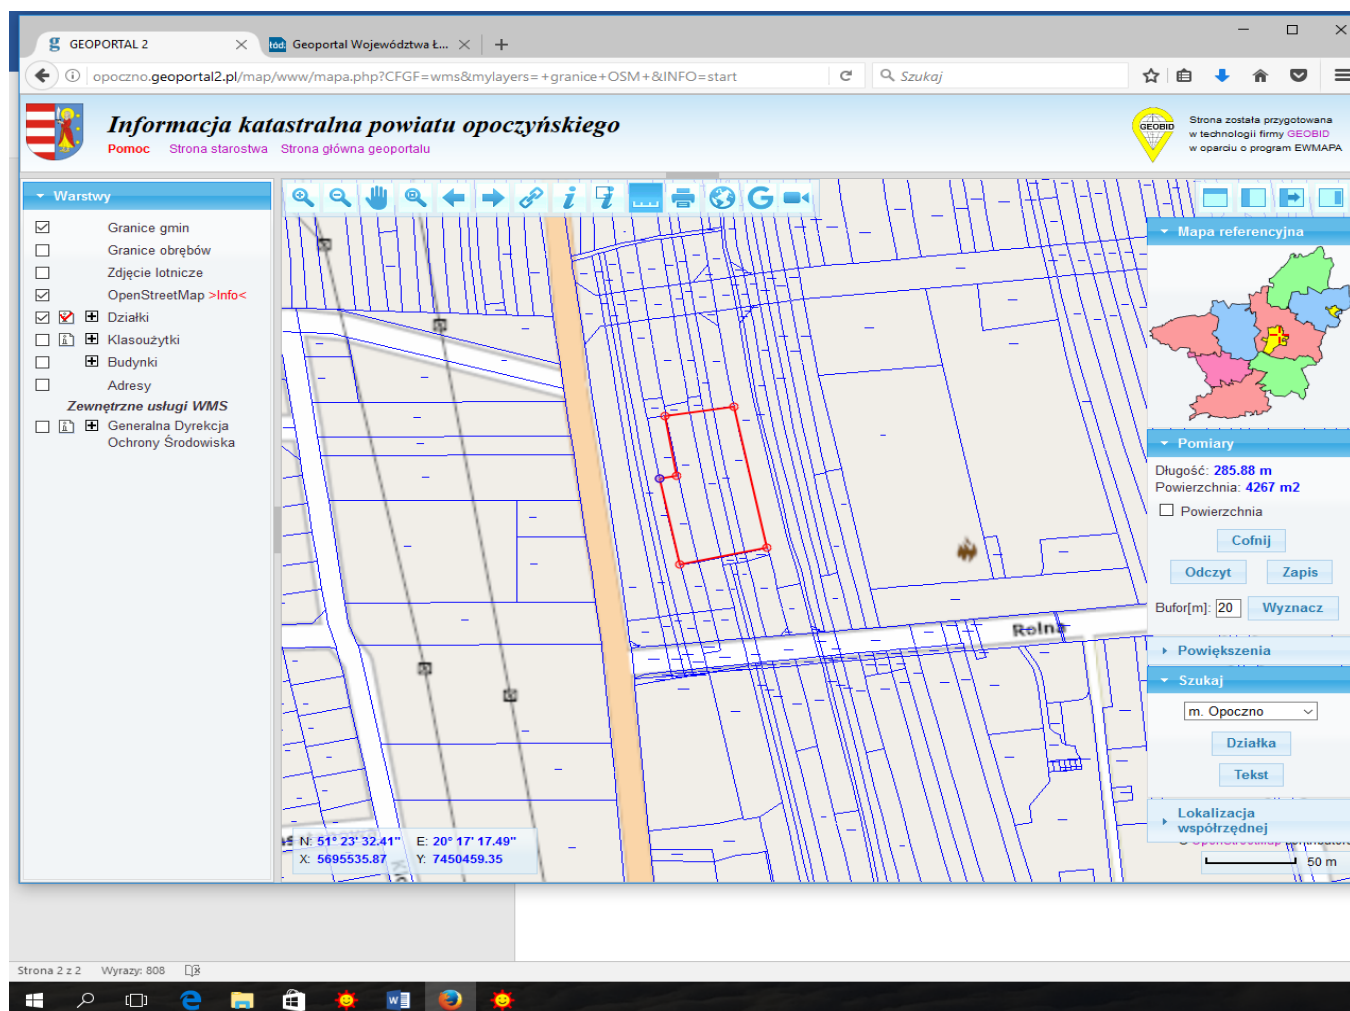 GEOPORTAL 2
łódz Geoportal Województwa Ł...
opoczno.geoportal2.pl/map/www/mapa.php?CFGF=wms&mylayers=+granice+OSM+&INFO=start
Szukaj
Informacja katastralna powiatu opoczyńskiego
Pomoc Strona starostwa Strona główna geoportalu
GEOBID
Strona została przygotowana
w technologii firmy GEOBID
w oparciu o program EWMAPA
Warstwy
Granice gmin
Granice obrębów
Zdjęcie lotnicze
OpenStreetMap >Info<
Działki
Klasoużytki
Budynki
Adresy
Zewnętrzne usługi WMS
Generalna Dyrekcja
Ochrony Środowiska
Mapa referencyjna
Pomiary
Długość: 285.88 m
Powierzchnia: 4267 m2
Powierzchnia
Cofnij
Odczyt Zapis
Bufor[m]: 20 Wyznacz
Rolna
Powiększenia
Szukaj
m. Opoczno
Działka
Tekst
Lokalizacja
współrzędnej
N: 51° 23' 32.41" E: 20° 17' 17.49"
X: 5695535.87 Y: 7450459.35
50 m
Strona 2 z 2 Wyrazy: 808